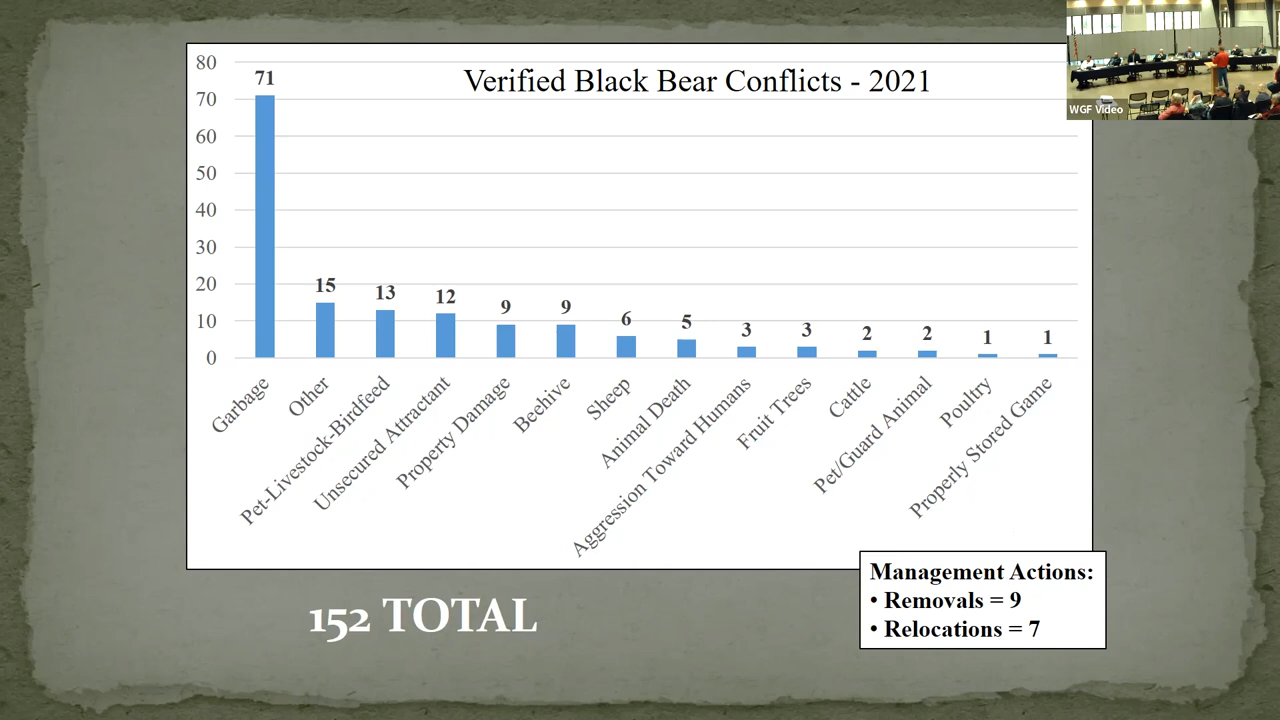 WGF Video
Verified Black Bear Conflicts - 2021
80
70
60
50
40
30
20
10
0
71
15
13
12
9
9
6
5
3
3
2
2
1
1
Garbage
Other
Pet-Livestock-Birdfeed
Unsecured Attractant
Property Damage
Beehive
Sheep
Animal Death
Aggression Toward Humans
Fruit Trees
Cattle
Pet/Guard Animal
Poultry
Properly Stored Game
152 TOTAL
Management Actions:
• Removals = 9
• Relocations = 7